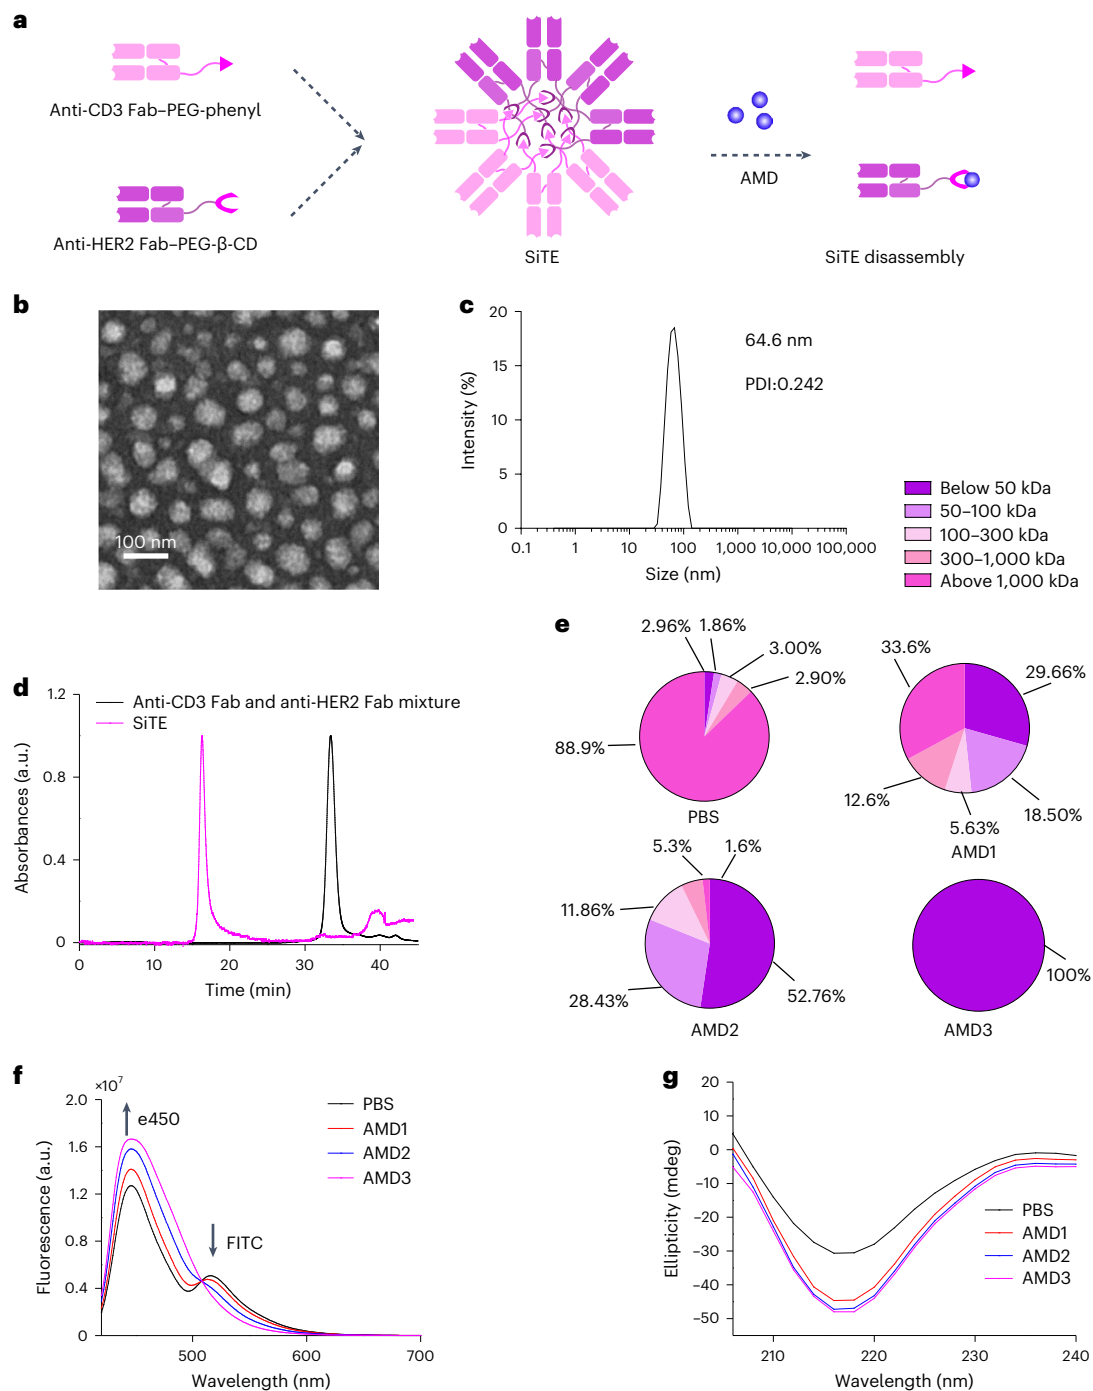 a
Anti-CD3 Fab–PEG-phenyl
Anti-HER2 Fab–PEG-β-CD
SiTE
AMD
SiTE disassembly
b
100 nm
c
20
15
10
5
0
Intensity (%)
64.6 nm
PDI:0.242
0.1 1 10 100 1,000 10,000 100,000
Size (nm)
Below 50 kDa
50–100 kDa
100–300 kDa
300–1,000 kDa
Above 1,000 kDa
d
1.2
0.8
0.4
0
Absorbances (a.u.)
Anti-CD3 Fab and anti-HER2 Fab mixture
SiTE
0 10 20 30 40
Time (min)
e
2.96% 1.86%
3.00%
2.90%
88.9%
PBS
33.6%
29.66%
12.6%
5.63%
18.50%
AMD1
5.3% 1.6%
11.86%
28.43%
52.76%
AMD2
100%
AMD3
f
×10⁷
2.0
1.6
1.2
0.8
0.4
0
Fluorescence (a.u.)
e450
FITC
PBS
AMD1
AMD2
AMD3
500 600 700
Wavelength (nm)
g
20
10
0
−10
−20
−30
−40
−50
Ellipticity (mdeg)
PBS
AMD1
AMD2
AMD3
210 220 230 240
Wavelength (nm)